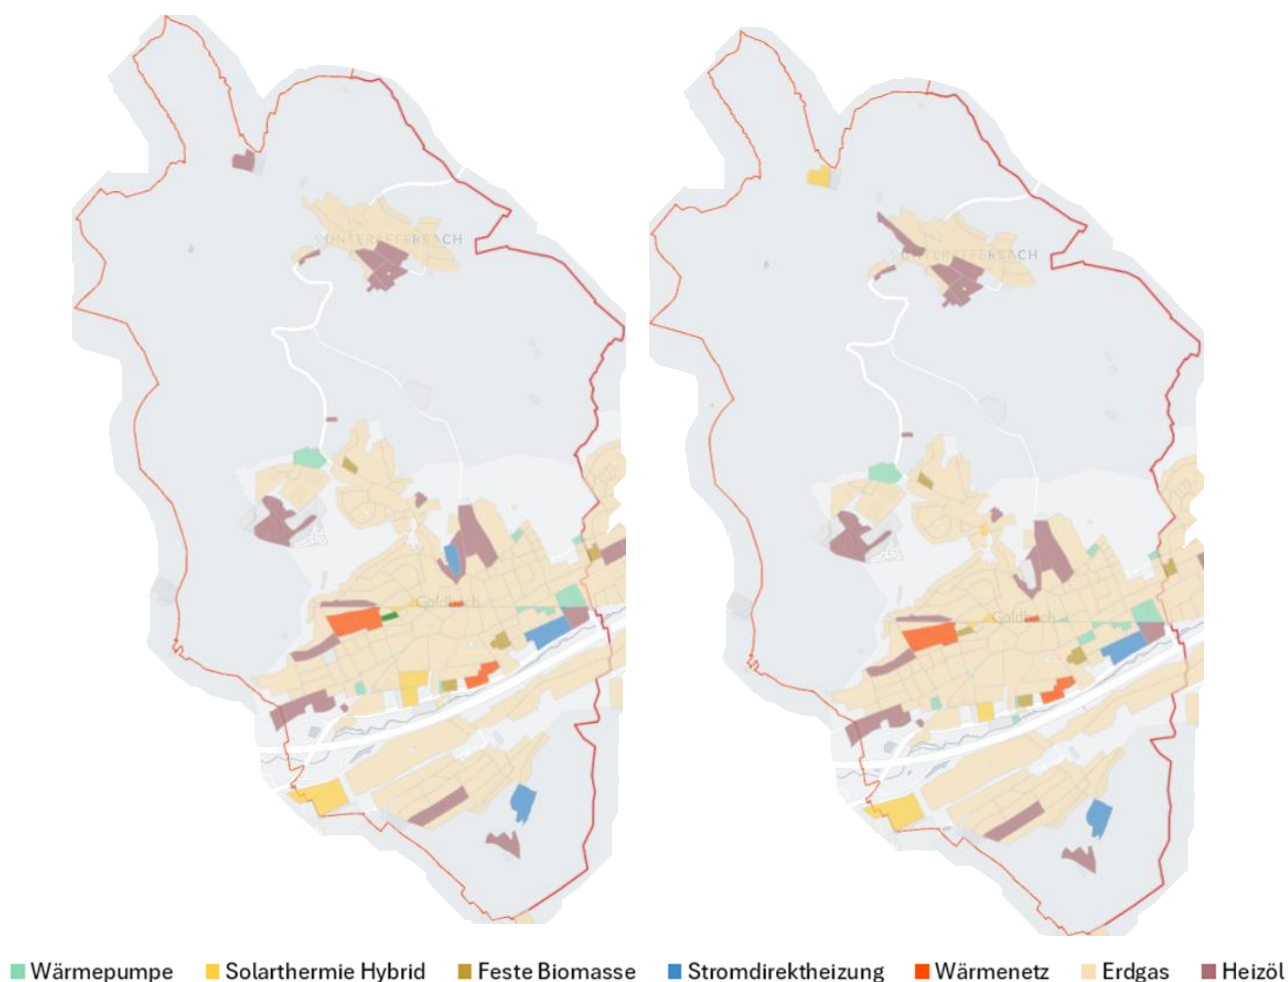 UNTERAFFERBACH
UNTERAFFERBACH
Goldbach
Goldbach
Wärmepumpe
Solarthermie Hybrid
Feste Biomasse
Stromdirektheizung
Wärmenetz
Erdgas
Heizöl